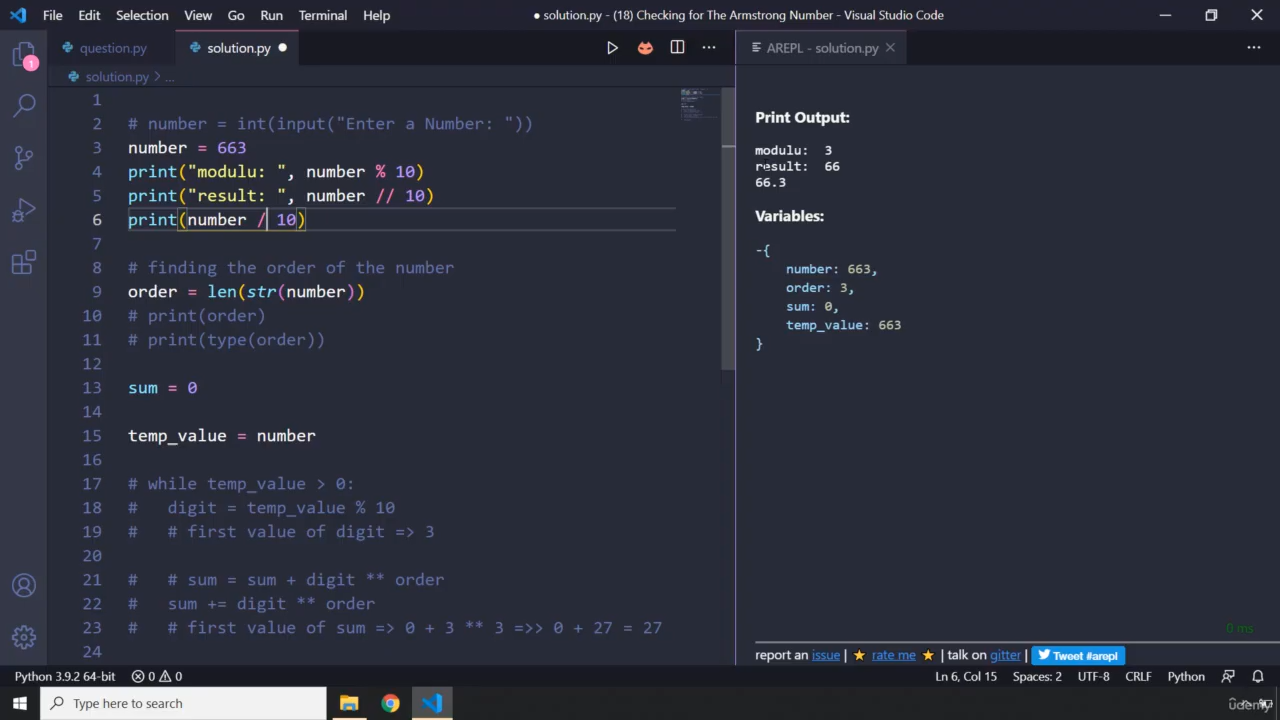 File Edit Selection View Go Run Terminal Help
● solution.py - (18) Checking for The Armstrong Number - Visual Studio Code
question.py solution.py ●
AREPL - solution.py
solution.py > ...
1
2 # number = int(input("Enter a Number: "))
3 number = 663
4 print("modulu: ", number % 10)
5 print("result: ", number // 10)
6 print(number / 10)
7
8 # finding the order of the number
9 order = len(str(number))
10 # print(order)
11 # print(type(order))
12
13 sum = 0
14
15 temp_value = number
16
17 # while temp_value > 0:
18 #   digit = temp_value % 10
19 #   # first value of digit => 3
20
21 #   # sum = sum + digit ** order
22 #   sum += digit ** order
23 #   # first value of sum => 0 + 3 ** 3 =>> 0 + 27 = 27
24
Print Output:
modulu:  3
result:  66
66.3
Variables:
-{
number: 663,
order: 3,
sum: 0,
temp_value: 663
}
0 ms
report an issue | ★ rate me ★ | talk on gitter | Tweet #arepl
1
Python 3.9.2 64-bit 0 0 Ln 6, Col 15 Spaces: 2 UTF-8 CRLF Python
Type here to search
Udemy